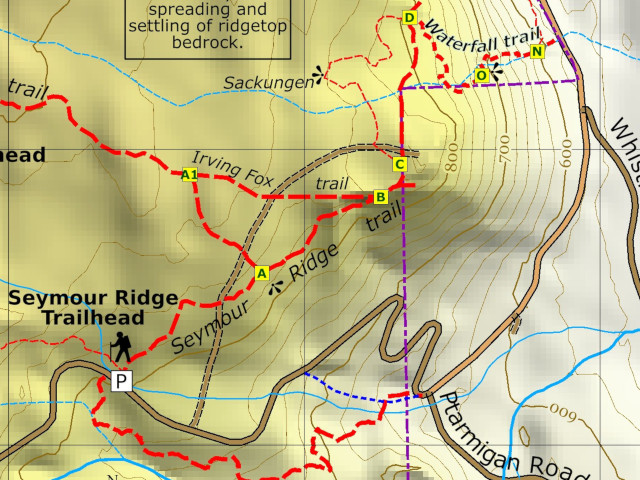 spreading and
settling of ridgetop
bedrock.
D
Waterfall trail
N
O
Sackungen
trail
head
Whist
800
700
600
C
A1
Irving Fox
trail
B
trail
Ridge
A
Seymour
Seymour Ridge
Trailhead
P
Ptarmigan Road
600